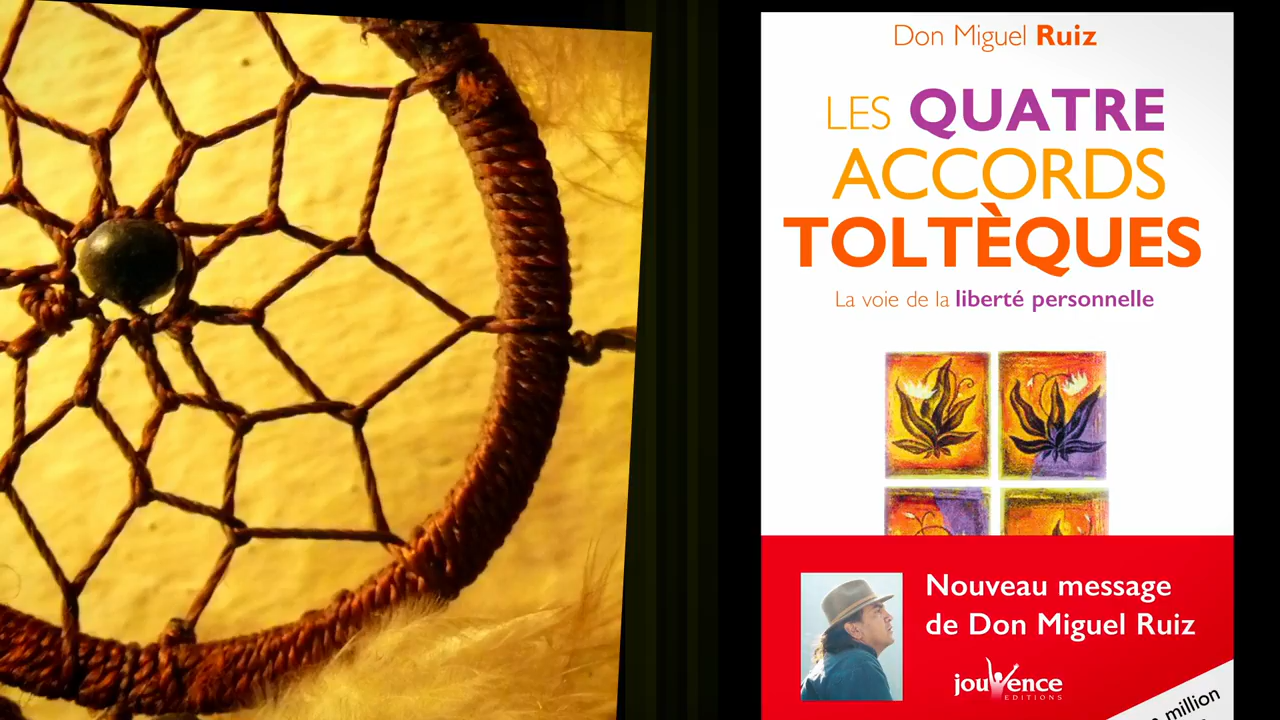 Don Miguel Ruiz
LES QUATRE
ACCORDS
TOLTÈQUES
La voie de la liberté personnelle
Nouveau message
de Don Miguel Ruiz
jouvence
EDITIONS
million